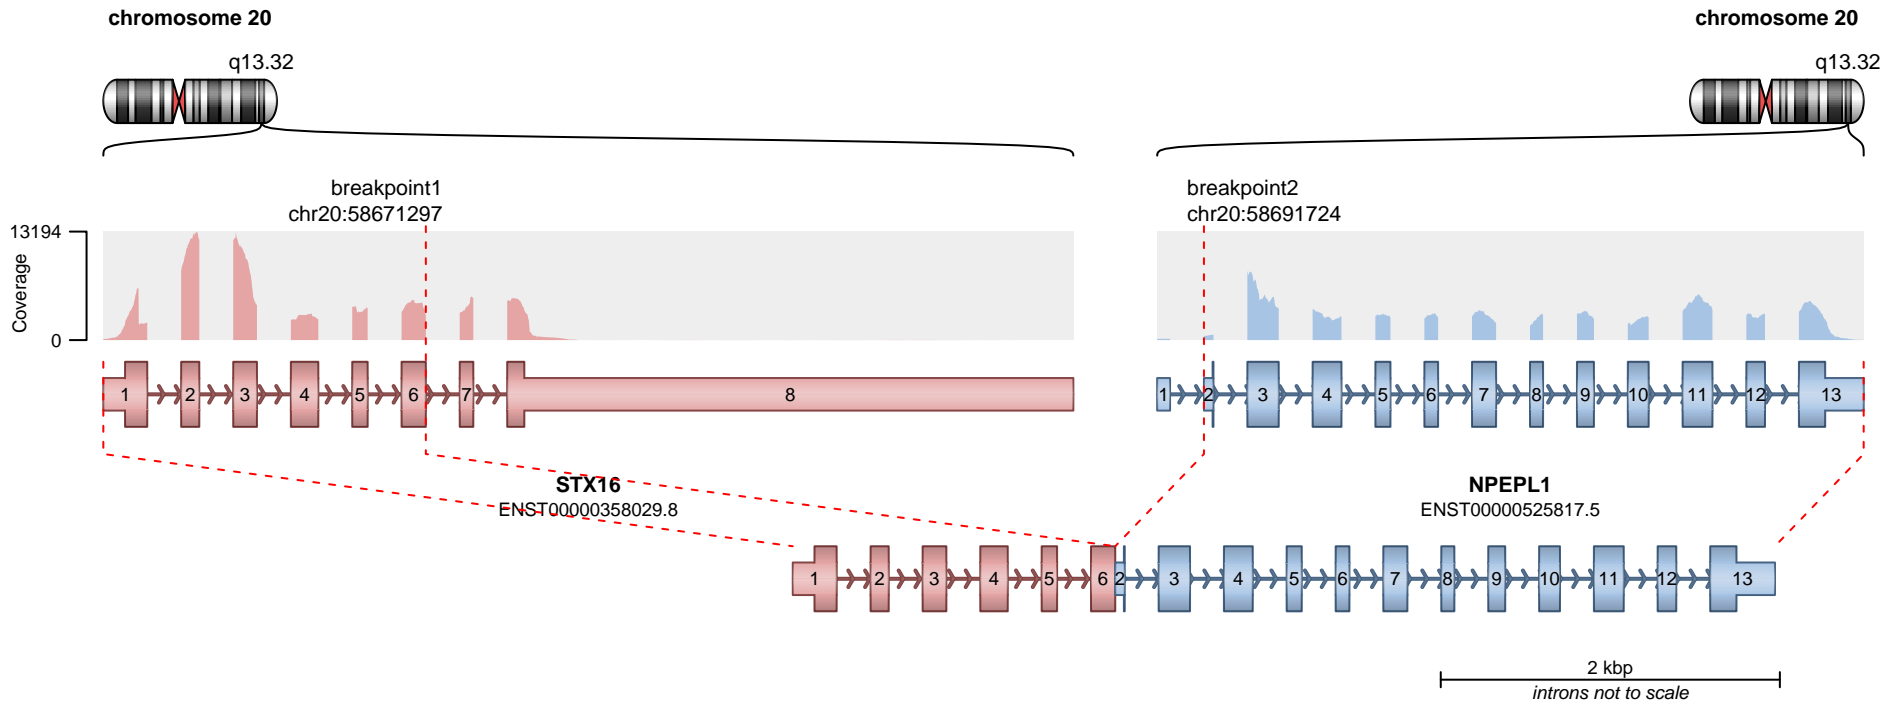 chromosome 20
chromosome 20
q13.32
q13.32
breakpoint1
chr20:58671297
breakpoint2
chr20:58691724
13194
Coverage
0
1 2 3 4 5 6 7 8
1 2 3 4 5 6 7 8 9 10 11 12 13
STX16
ENST00000358029.8
NPEPL1
ENST00000525817.5
1 2 3 4 5 6 2 3 4 5 6 7 8 9 10 11 12 13
2 kbp
introns not to scale